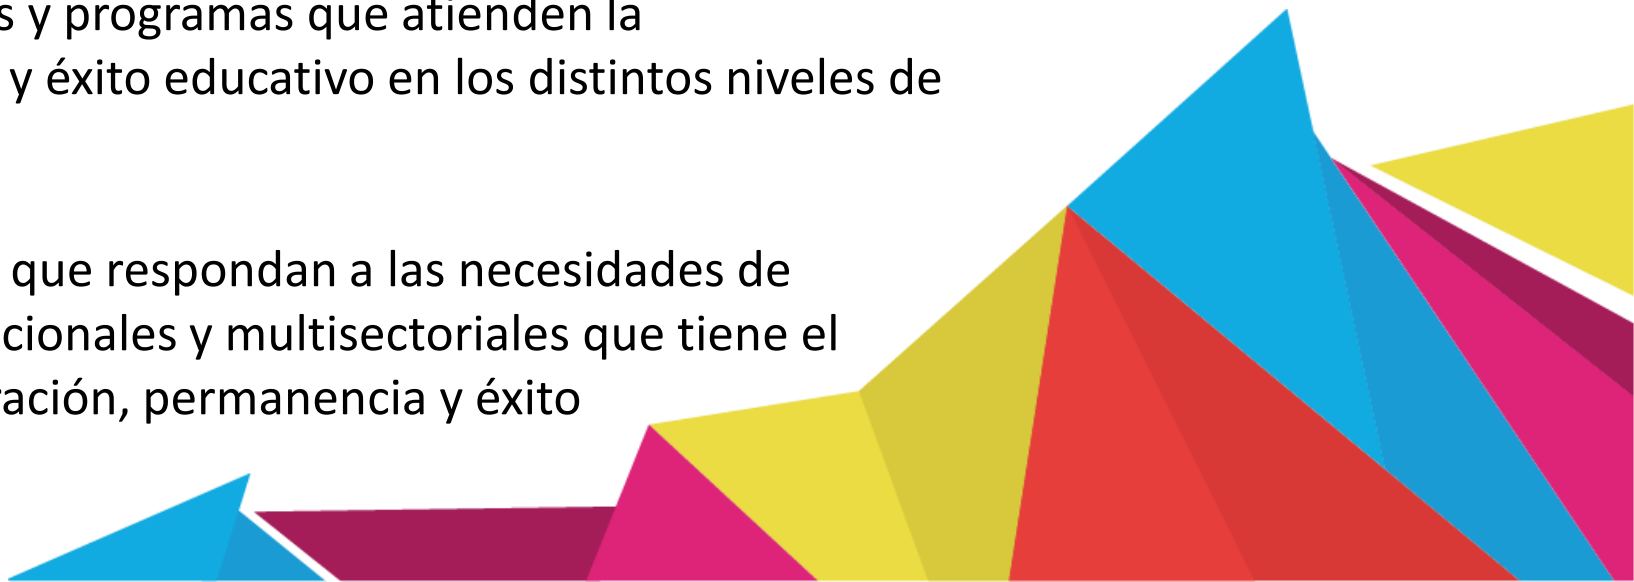 s y programas que atienden la
y éxito educativo en los distintos niveles de
que respondan a las necesidades de
cionales y multisectoriales que tiene el
ación, permanencia y éxito